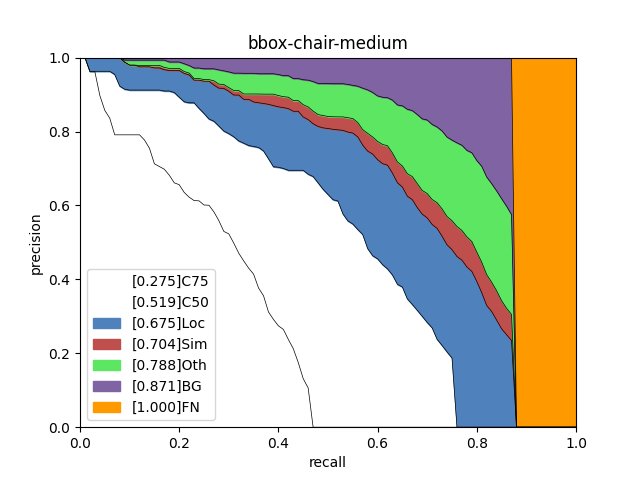 bbox-chair-medium
1.0
0.8
0.6
0.4
0.2
0.0
precision
[0.275]C75
[0.519]C50
[0.675]Loc
[0.704]Sim
[0.788]Oth
[0.871]BG
[1.000]FN
0.0 0.2 0.4 0.6 0.8 1.0
recall